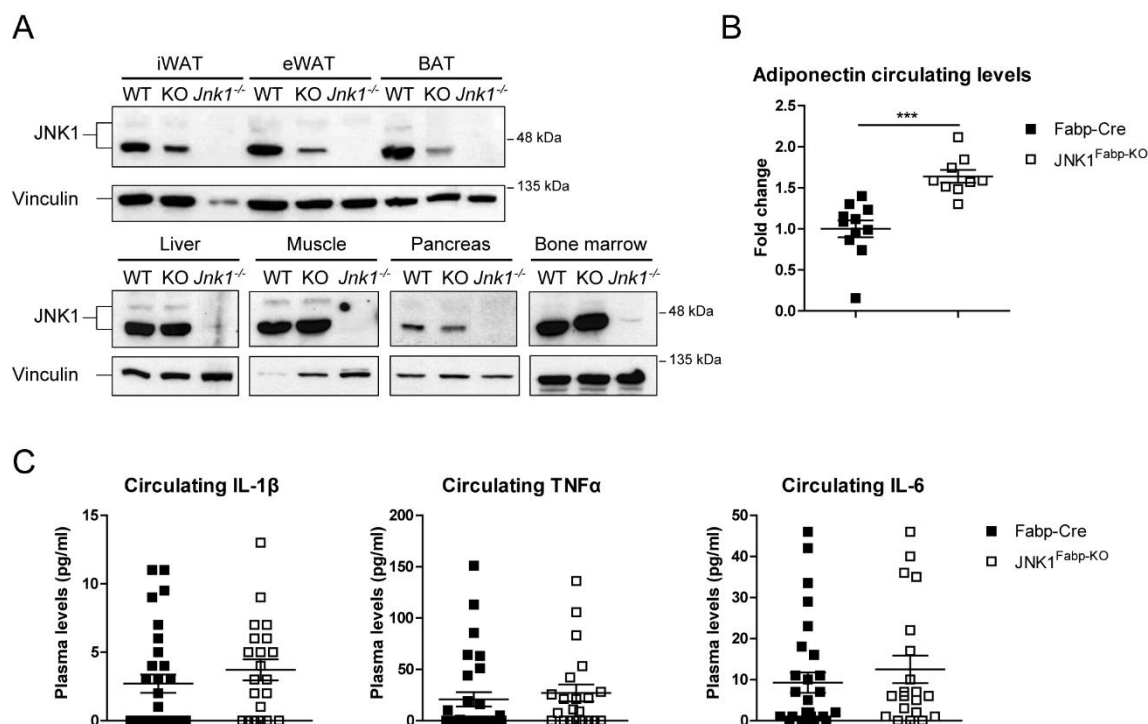 A
iWAT eWAT BAT
WT KO Jnk1-/- WT KO Jnk1-/- WT KO Jnk1-/-
JNK1
48 kDa
135 kDa
Vinculin
Liver Muscle Pancreas Bone marrow
WT KO Jnk1-/- WT KO Jnk1-/- WT KO Jnk1-/- WT KO Jnk1-/-
JNK1
48 kDa
135 kDa
Vinculin
B
Adiponectin circulating levels
Fold change
2.5
2.0
1.5
1.0
0.5
0.0
***
Fabp-Cre
JNK1Fabp-KO
C
Circulating IL-1β
Plasma levels (pg/ml)
15
10
5
0
Circulating TNFα
Plasma levels (pg/ml)
200
150
100
50
0
Circulating IL-6
Plasma levels (pg/ml)
50
40
30
20
10
0
Fabp-Cre
JNK1Fabp-KO